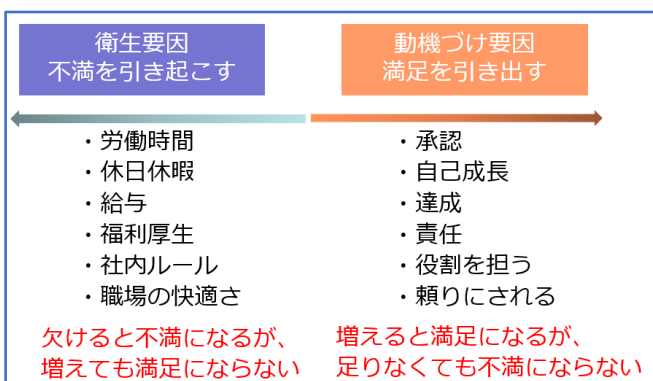 衛生要因
不満を引き起こす
・労働時間
・休日休暇
・給与
・福利厚生
・社内ルール
・職場の快適さ
欠けると不満になるが、
増えても満足にならない
動機づけ要因
満足を引き出す
・承認
・自己成長
・達成
・責任
・役割を担う
・頼りにされる
増えると満足になるが、
足りなくても不満にならない